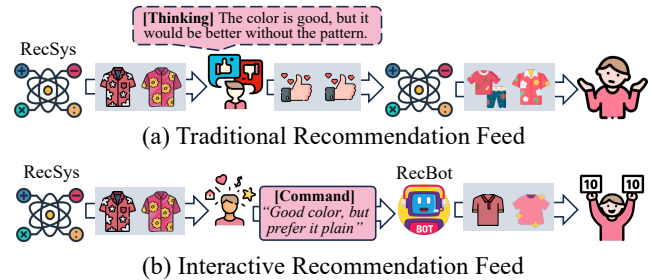 [Thinking] The color is good, but it
would be better without the pattern.
RecSys
(a) Traditional Recommendation Feed
RecSys
[Command]
“Good color, but
prefer it plain”
RecBot
BOT
10 10
(b) Interactive Recommendation Feed